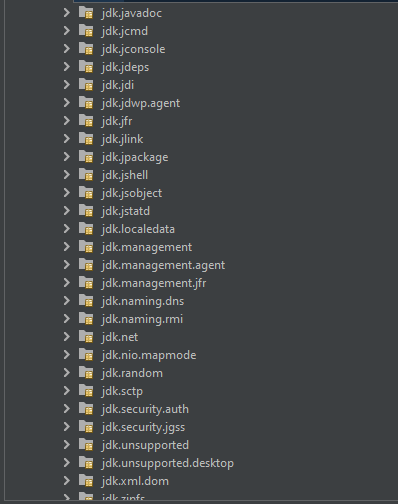 jdk.javadoc
jdk.jcmd
jdk.jconsole
jdk.jdeps
jdk.jdi
jdk.jdwp.agent
jdk.jfr
jdk.jlink
jdk.jpackage
jdk.jshell
jdk.jsobject
jdk.jstatd
jdk.localedata
jdk.management
jdk.management.agent
jdk.management.jfr
jdk.naming.dns
jdk.naming.rmi
jdk.net
jdk.nio.mapmode
jdk.random
jdk.sctp
jdk.security.auth
jdk.security.jgss
jdk.unsupported
jdk.unsupported.desktop
jdk.xml.dom
jdk.zipfs